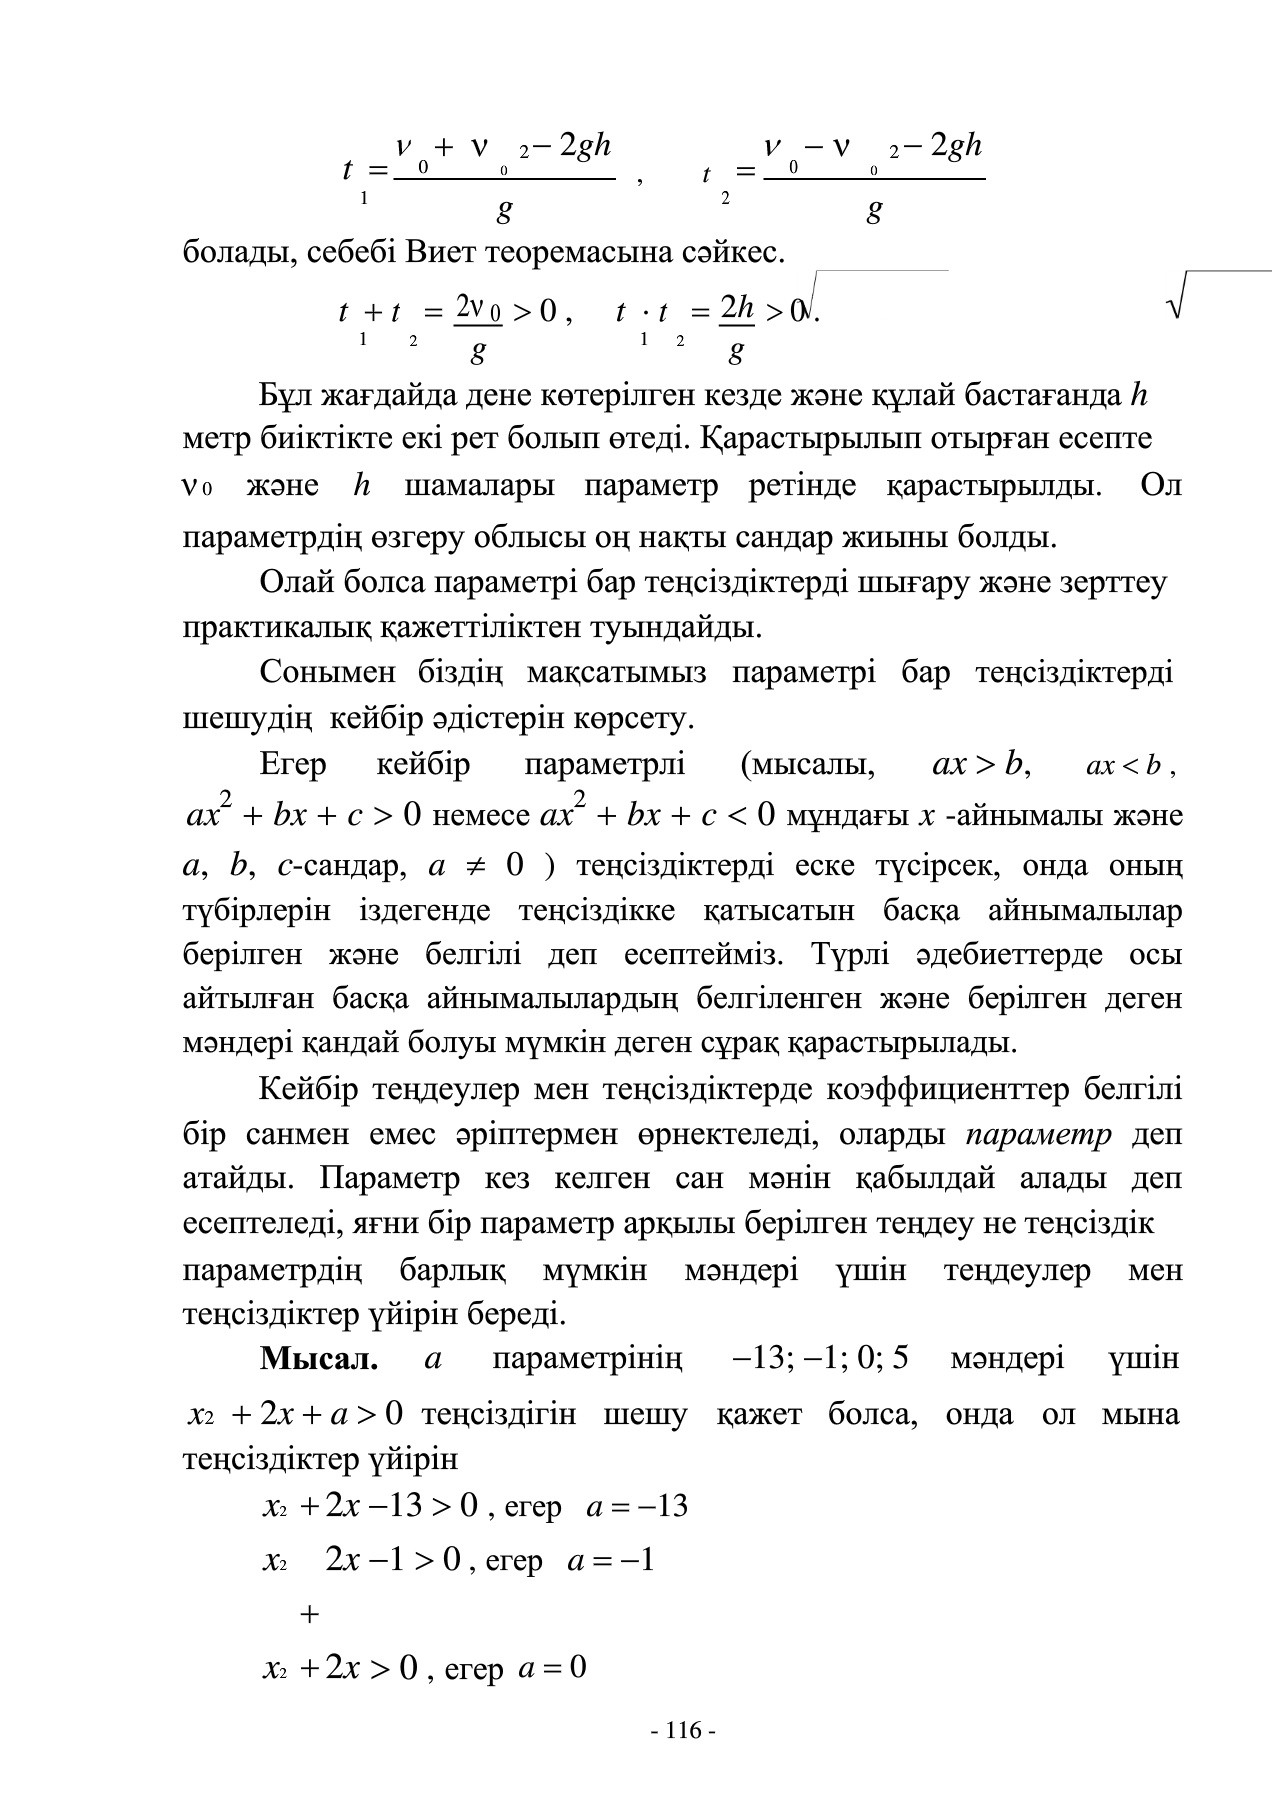 t₁ = (ν₀ + ν₀² − 2gh) / g , t₂ = (ν₀ − ν₀² − 2gh) / g
болады, себебі Виет теоремасына сәйкес.
t₁ + t₂ = 2ν₀ / g > 0 , t₁ · t₂ = 2h / g > 0 . √ √
Бұл жағдайда дене көтерілген кезде және құлай бастағанда h
метр биіктікте екі рет болып өтеді. Қарастырылып отырған есепте
ν₀ және h шамалары параметр ретінде қарастырылды. Ол
параметрдің өзгеру облысы оң нақты сандар жиыны болды.
Олай болса параметрі бар теңсіздіктерді шығару және зерттеу
практикалық қажеттіліктен туындайды.
Сонымен біздің мақсатымыз параметрі бар теңсіздіктерді
шешудің кейбір әдістерін көрсету.
Егер кейбір параметрлі (мысалы, ax > b, ax < b ,
ax² + bx + c > 0 немесе ax² + bx + c < 0 мұндағы x -айнымалы және
a, b, c-сандар, a ≠ 0 ) теңсіздіктерді еске түсірсек, онда оның
түбірлерін іздегенде теңсіздікке қатысатын басқа айнымалылар
берілген және белгілі деп есептейміз. Түрлі әдебиеттерде осы
айтылған басқа айнымалылардың белгіленген және берілген деген
мәндері қандай болуы мүмкін деген сұрақ қарастырылады.
Кейбір теңдеулер мен теңсіздіктерде коэффициенттер белгілі
бір санмен емес әріптермен өрнектеледі, оларды параметр деп
атайды. Параметр кез келген сан мәнін қабылдай алады деп
есептеледі, яғни бір параметр арқылы берілген теңдеу не теңсіздік
параметрдің барлық мүмкін мәндері үшін теңдеулер мен
теңсіздіктер үйірін береді.
Мысал. a параметрінің −13; −1; 0; 5 мәндері үшін
x2 + 2x + a > 0 теңсіздігін шешу қажет болса, онда ол мына
теңсіздіктер үйірін
x2 + 2x −13 > 0 , егер a = −13
x2 2x −1 > 0 , егер a = −1
+
x2 + 2x > 0 , егер a = 0
- 116 -